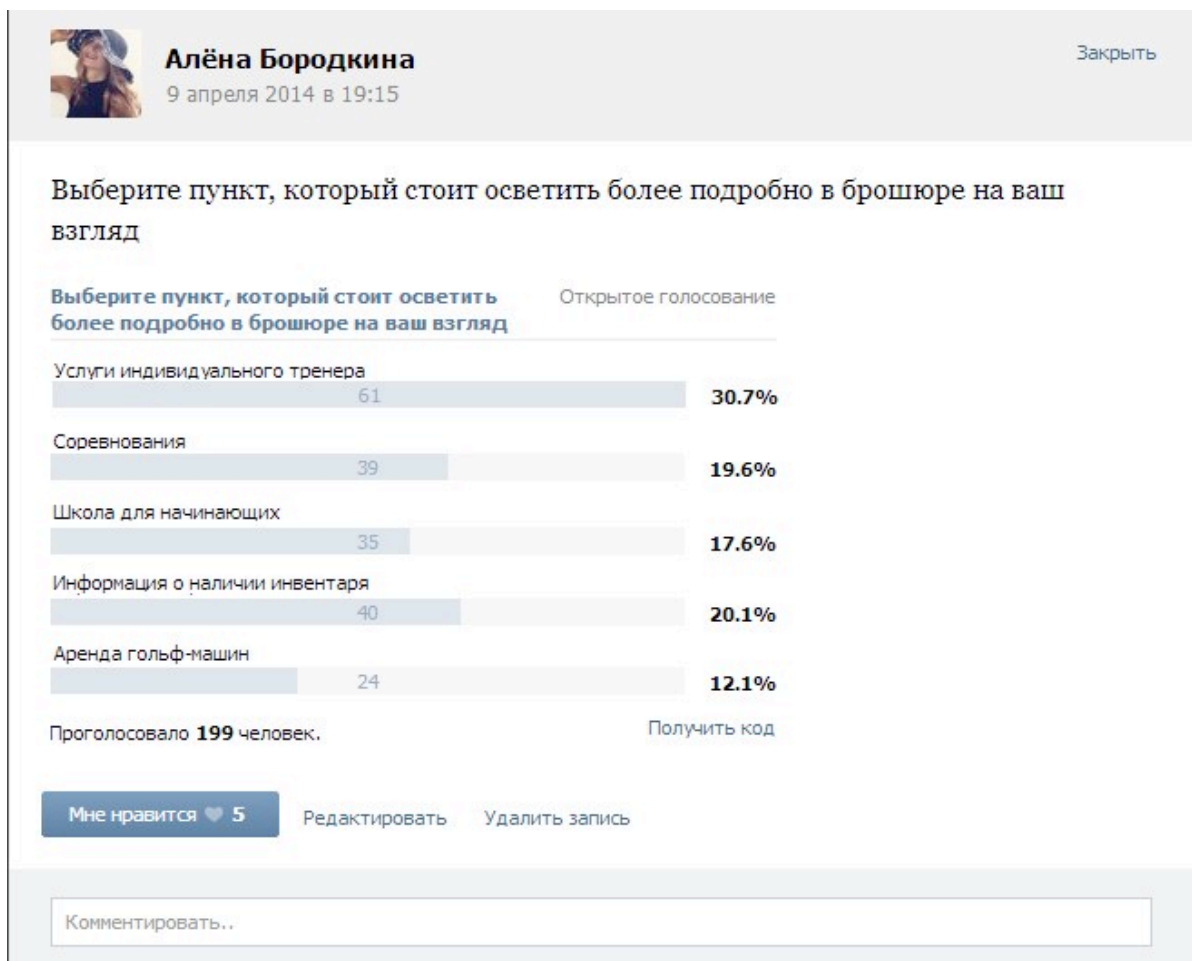 Алёна Бородкина
Закрыть
9 апреля 2014 в 19:15
Выберите пункт, который стоит осветить более подробно в брошюре на ваш
взгляд
Выберите пункт, который стоит осветить
более подробно в брошюре на ваш взгляд
Открытое голосование
Услуги индивидуального тренера
61
30.7%
Соревнования
39
19.6%
Школа для начинающих
35
17.6%
Информация о наличии инвентаря
40
20.1%
Аренда гольф-машин
24
12.1%
Проголосовало 199 человек.
Получить код
Мне нравится 5
Редактировать
Удалить запись
Комментировать..